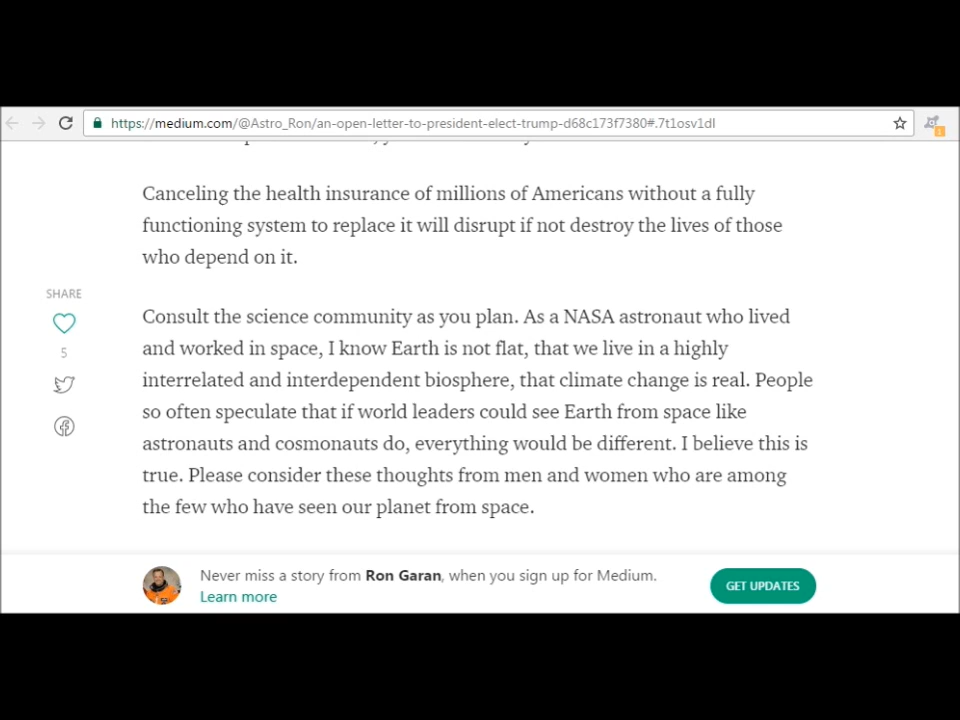 https://medium.com/@Astro_Ron/an-open-letter-to-president-elect-trump-d68c173f7380#.7t1osv1dl
Canceling the health insurance of millions of Americans without a fully
functioning system to replace it will disrupt if not destroy the lives of those
who depend on it.
SHARE
Consult the science community as you plan. As a NASA astronaut who lived
and worked in space, I know Earth is not flat, that we live in a highly
5
interrelated and interdependent biosphere, that climate change is real. People
so often speculate that if world leaders could see Earth from space like
astronauts and cosmonauts do, everything would be different. I believe this is
true. Please consider these thoughts from men and women who are among
the few who have seen our planet from space.
Never miss a story from Ron Garan, when you sign up for Medium.
Learn more
GET UPDATES